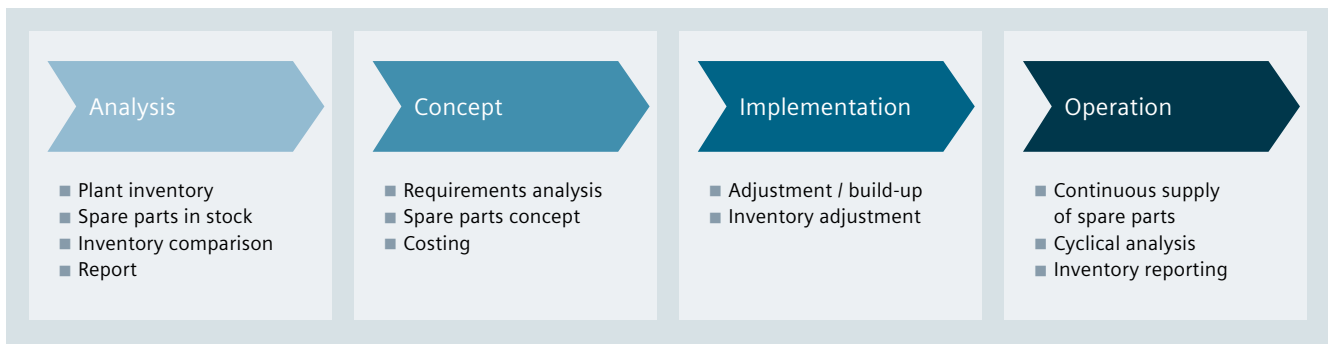 Analysis
■ Plant inventory
■ Spare parts in stock
■ Inventory comparison
■ Report
Concept
■ Requirements analysis
■ Spare parts concept
■ Costing
Implementation
■ Adjustment / build-up
■ Inventory adjustment
Operation
■ Continuous supply
of spare parts
■ Cyclical analysis
■ Inventory reporting